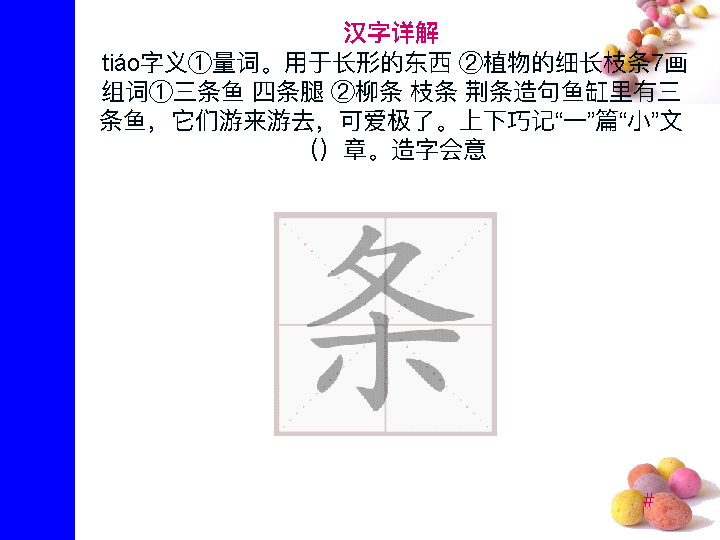 汉字详解
tiáo字义①量词。用于长形的东西 ②植物的细长枝条7画
组词①三条鱼 四条腿 ②柳条 枝条 荆条造句鱼缸里有三
条鱼，它们游来游去，可爱极了。上下巧记“一”篇“小”文
（）章。造字会意
条
#